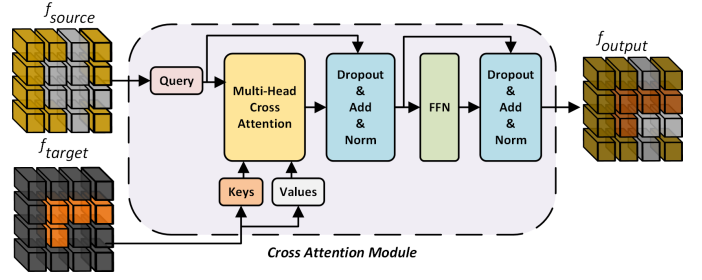 f_source
Query
Multi-Head
Cross
Attention
Dropout
&
Add
&
Norm
FFN
Dropout
&
Add
&
Norm
f_output
f_target
Keys
Values
Cross Attention Module